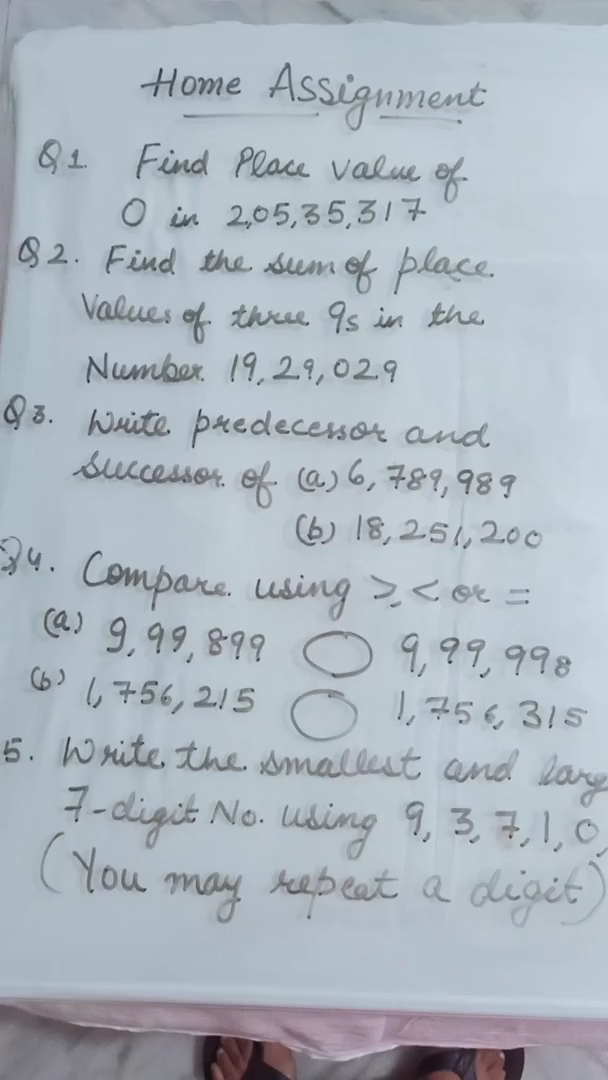 Home Assignment
Q1. Find Place value of
0 in 2,05,35,317
Q2. Find the sum of place
Values of three 9s in the
Number 19,29,029
Q3. Write predecessor and
successor of (a) 6,789,989
(b) 18,251,200
Q4. Compare using >, < or =
(a) 9,99,899 9,99,998
(b) 1,756,215 1,756,315
5. Write the smallest and larg
7-digit No. using 9, 3, 7, 1, 0,
(You may repeat a digit)